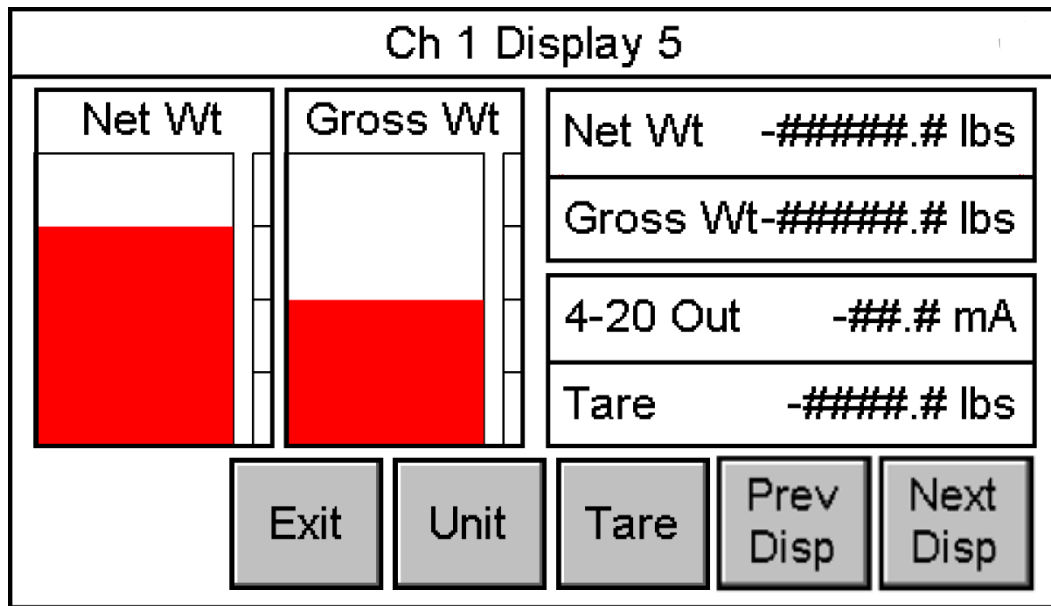 Ch 1 Display 5
Net Wt
Gross Wt
Net Wt -#####.# lbs
Gross Wt-#####.# lbs
4-20 Out -##.# mA
Tare -####.# lbs
Exit
Unit
Tare
Prev
Disp
Next
Disp